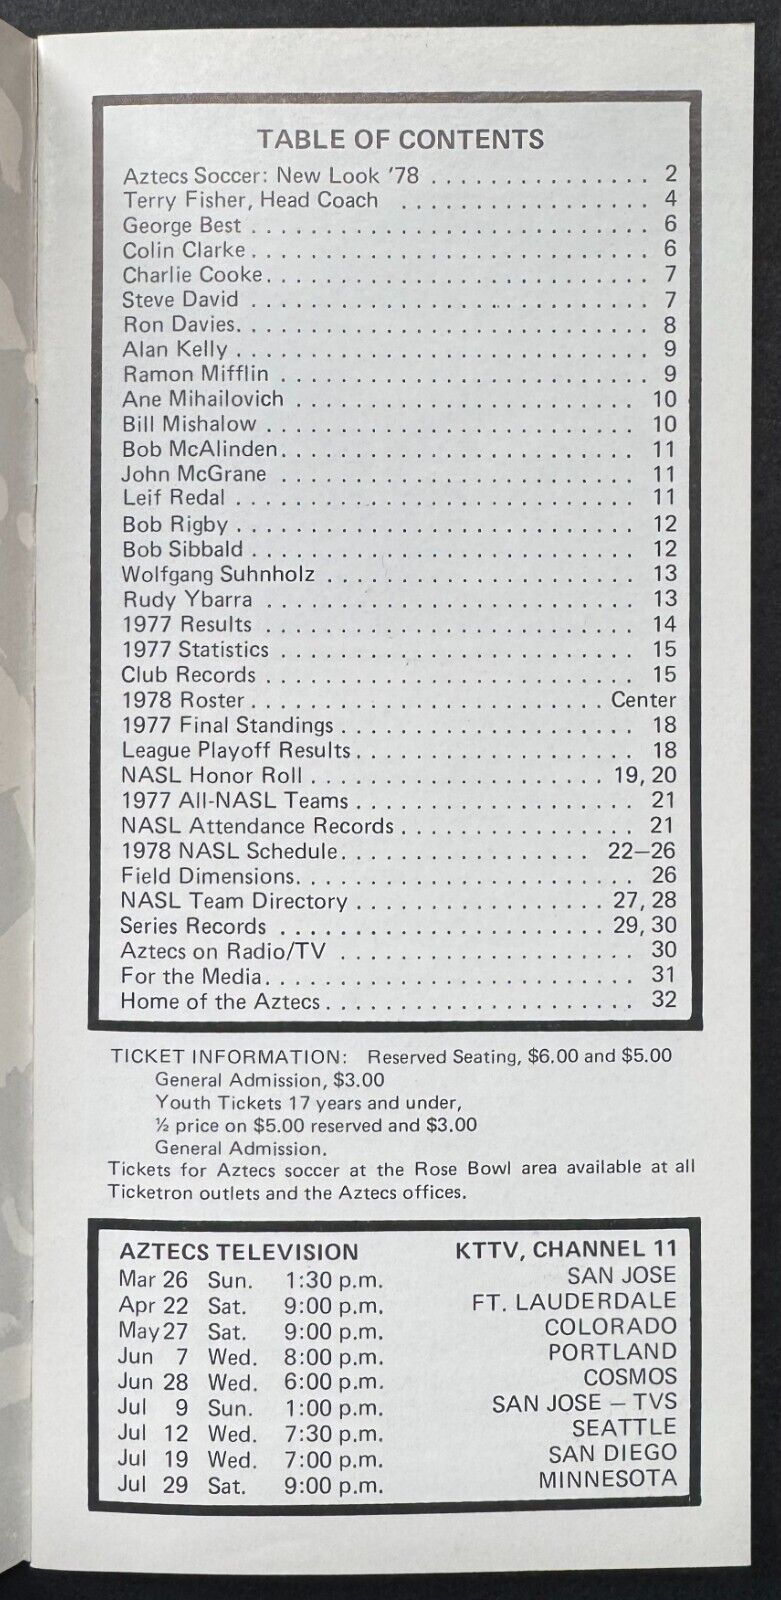 TABLE OF CONTENTS
Aztecs Soccer: New Look '78 . . . . . . . . . . . . . . . 2
Terry Fisher, Head Coach . . . . . . . . . . . . . . . . . 4
George Best . . . . . . . . . . . . . . . . . . . . . . . . . . 6
Colin Clarke . . . . . . . . . . . . . . . . . . . . . . . . . . 6
Charlie Cooke . . . . . . . . . . . . . . . . . . . . . . . . . 7
Steve David . . . . . . . . . . . . . . . . . . . . . . . . . . 7
Ron Davies . . . . . . . . . . . . . . . . . . . . . . . . . . . 8
Alan Kelly . . . . . . . . . . . . . . . . . . . . . . . . . . . 9
Ramon Mifflin . . . . . . . . . . . . . . . . . . . . . . . . . 9
Ane Mihailovich . . . . . . . . . . . . . . . . . . . . . . . 10
Bill Mishalow . . . . . . . . . . . . . . . . . . . . . . . . . 10
Bob McAlinden . . . . . . . . . . . . . . . . . . . . . . . . 11
John McGrane . . . . . . . . . . . . . . . . . . . . . . . . 11
Leif Redal . . . . . . . . . . . . . . . . . . . . . . . . . . . 11
Bob Rigby . . . . . . . . . . . . . . . . . . . . . . . . . . . 12
Bob Sibbald . . . . . . . . . . . . . . . . . . . . . . . . . . 12
Wolfgang Suhnholz . . . . . . . . . . . . . . . . . . . . . 13
Rudy Ybarra . . . . . . . . . . . . . . . . . . . . . . . . . 13
1977 Results . . . . . . . . . . . . . . . . . . . . . . . . . 14
1977 Statistics . . . . . . . . . . . . . . . . . . . . . . . . 15
Club Records . . . . . . . . . . . . . . . . . . . . . . . . . 15
1978 Roster . . . . . . . . . . . . . . . . . . . . . . . . Center
1977 Final Standings . . . . . . . . . . . . . . . . . . . . 18
League Playoff Results . . . . . . . . . . . . . . . . . . . 18
NASL Honor Roll . . . . . . . . . . . . . . . . . . . . 19, 20
1977 All-NASL Teams . . . . . . . . . . . . . . . . . . . 21
NASL Attendance Records . . . . . . . . . . . . . . . . 21
1978 NASL Schedule . . . . . . . . . . . . . . . . . 22–26
Field Dimensions . . . . . . . . . . . . . . . . . . . . . . . 26
NASL Team Directory . . . . . . . . . . . . . . . . . 27, 28
Series Records . . . . . . . . . . . . . . . . . . . . . . 29, 30
Aztecs on Radio/TV . . . . . . . . . . . . . . . . . . . . 30
For the Media . . . . . . . . . . . . . . . . . . . . . . . . . 31
Home of the Aztecs . . . . . . . . . . . . . . . . . . . . . 32
TICKET INFORMATION: Reserved Seating, $6.00 and $5.00
General Admission, $3.00
Youth Tickets 17 years and under,
½ price on $5.00 reserved and $3.00
General Admission.
Tickets for Aztecs soccer at the Rose Bowl area available at all
Ticketron outlets and the Aztecs offices.
AZTECS TELEVISION KTTV, CHANNEL 11
Mar 26 Sun. 1:30 p.m. SAN JOSE
Apr 22 Sat. 9:00 p.m. FT. LAUDERDALE
May 27 Sat. 9:00 p.m. COLORADO
Jun 7 Wed. 8:00 p.m. PORTLAND
Jun 28 Wed. 6:00 p.m. COSMOS
Jul 9 Sun. 1:00 p.m. SAN JOSE – TVS
Jul 12 Wed. 7:30 p.m. SEATTLE
Jul 19 Wed. 7:00 p.m. SAN DIEGO
Jul 29 Sat. 9:00 p.m. MINNESOTA